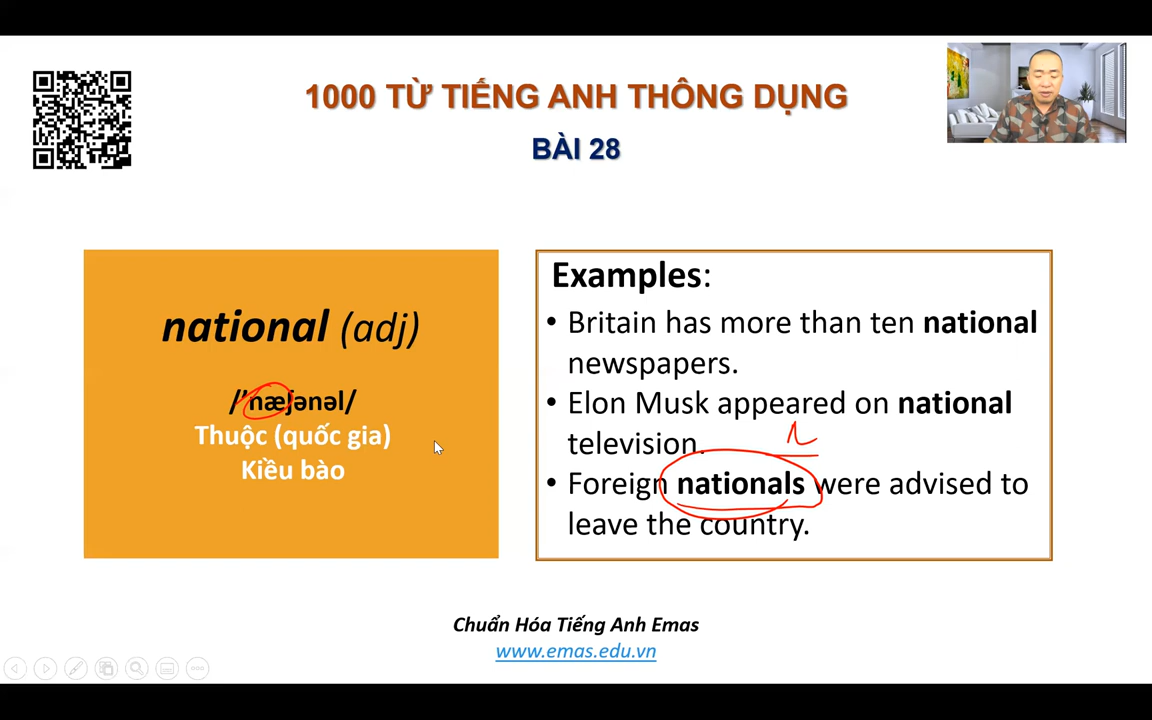 1000 TỪ TIẾNG ANH THÔNG DỤNG
BÀI 28
national (adj)
/'næʃənəl/
Thuộc (quốc gia)
Kiều bào
Examples:
• Britain has more than ten national
newspapers.
• Elon Musk appeared on national
television.
n
• Foreign nationals were advised to
leave the country.
Chuẩn Hóa Tiếng Anh Emas
www.emas.edu.vn